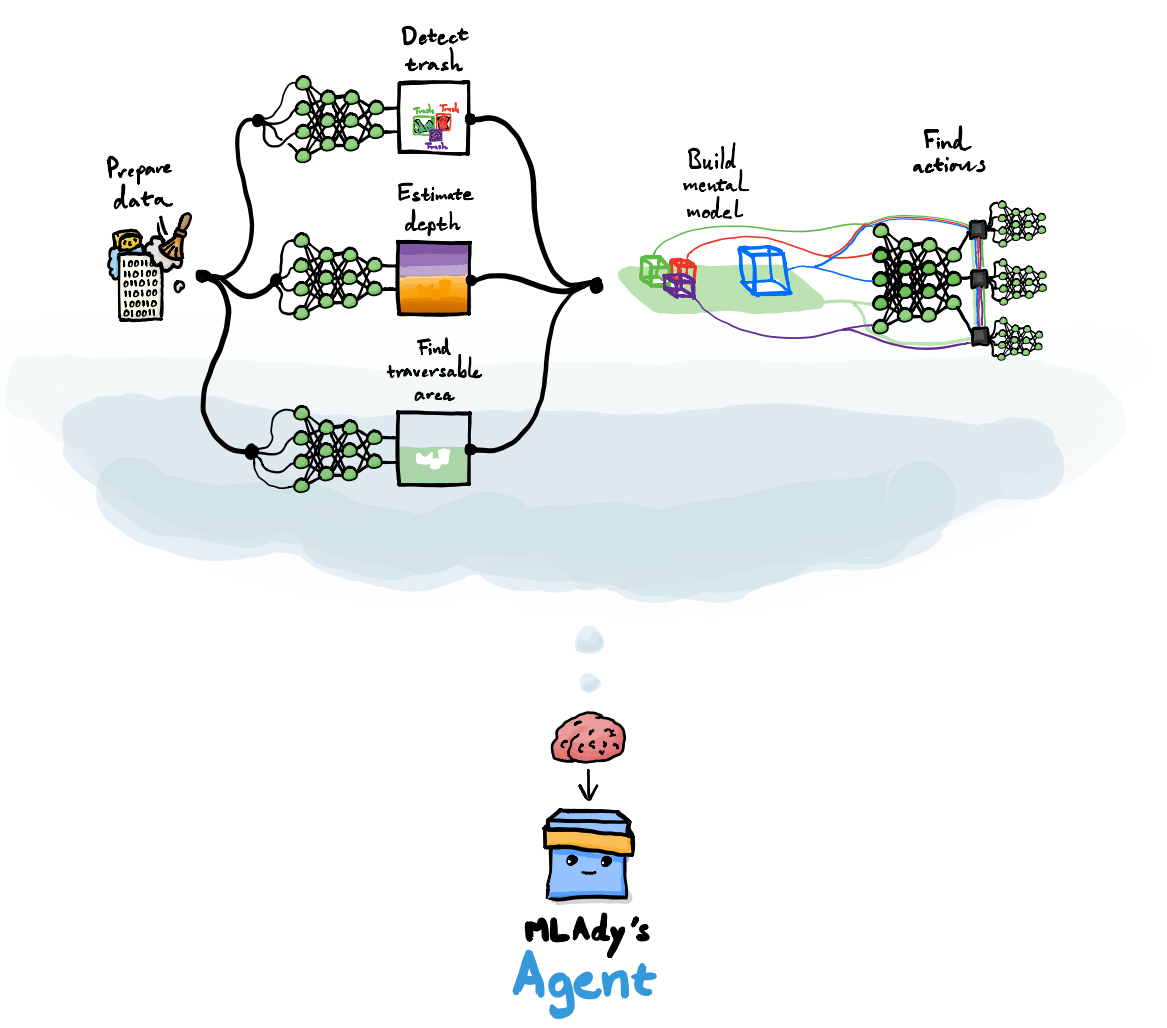 Detect
trash
Trash
Trash
Trash
Prepare
data
10011
110100
011010
110100
100110
010011
Estimate
depth
Find
traversable
area
Build
mental
model
Find
actions
MLAdy's
Agent